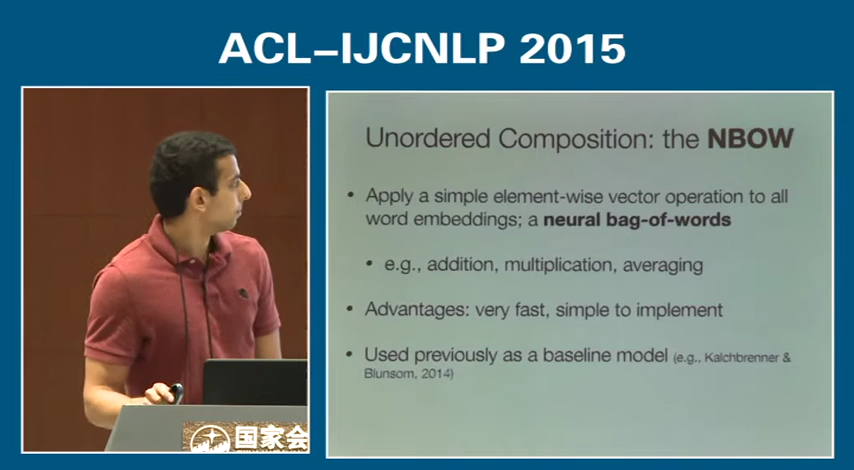 ACL–IJCNLP 2015
Unordered Composition: the NBOW
• Apply a simple element-wise vector operation to all
word embeddings; a neural bag-of-words
• e.g., addition, multiplication, averaging
• Advantages: very fast, simple to implement
• Used previously as a baseline model (e.g., Kalchbrenner &
Blunsom, 2014)
国家会